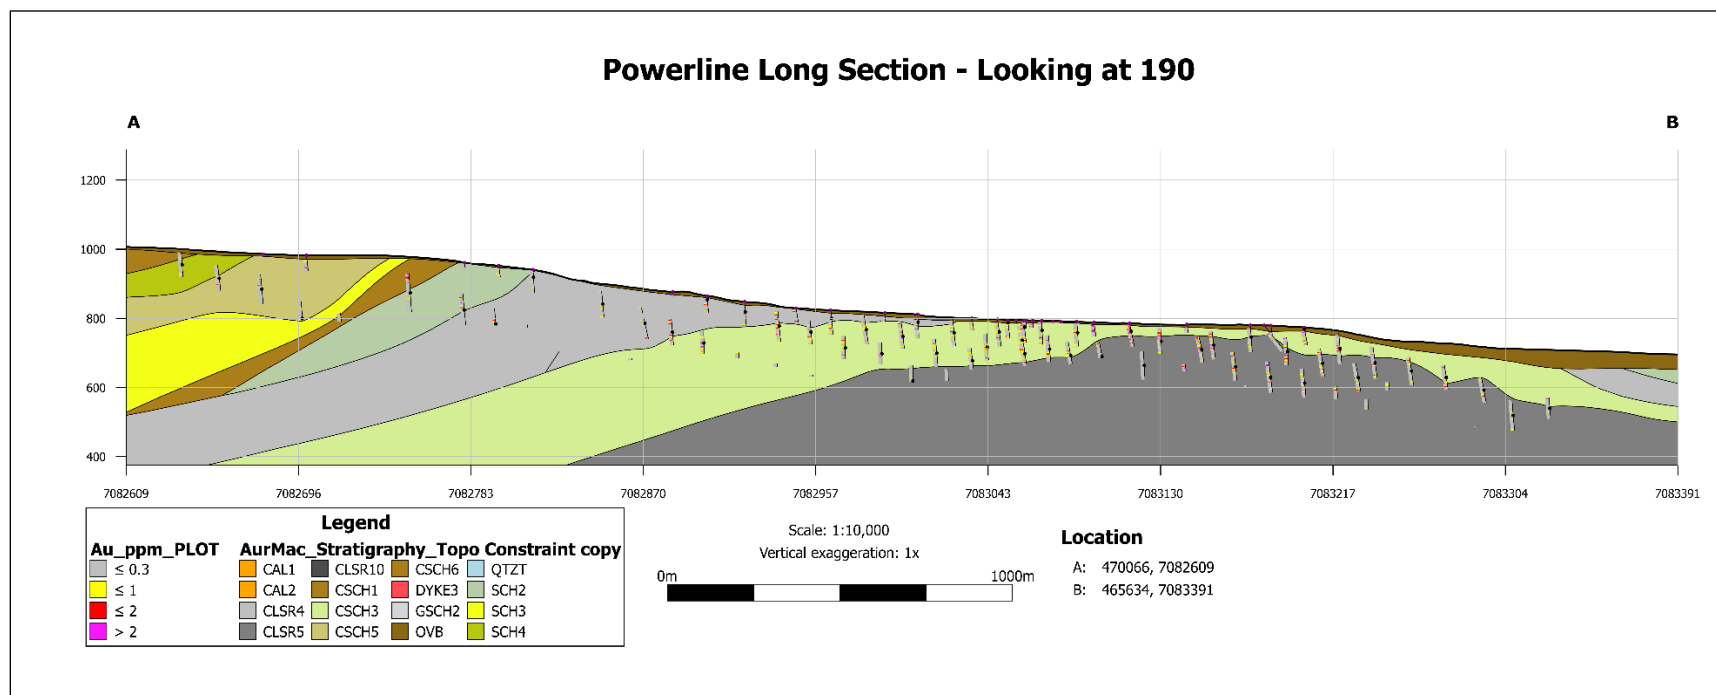 Powerline Long Section - Looking at 190
A B
1200
1000
800
600
400
7082609 7082696 7082783 7082870 7082957 7083043 7083130 7083217 7083304 7083391
Legend
Au_ppm_PLOT AurMac_Stratigraphy_Topo Constraint copy
≤ 0.3 CAL1 CLSR10 CSCH6 QTZT
≤ 1 CAL2 CSCH1 DYKE3 SCH2
≤ 2 CLSR4 CSCH3 GSCH2 SCH3
> 2 CLSR5 CSCH5 OVB SCH4
Scale: 1:10,000
Vertical exaggeration: 1x
0m 1000m
Location
A: 470066, 7082609
B: 465634, 7083391